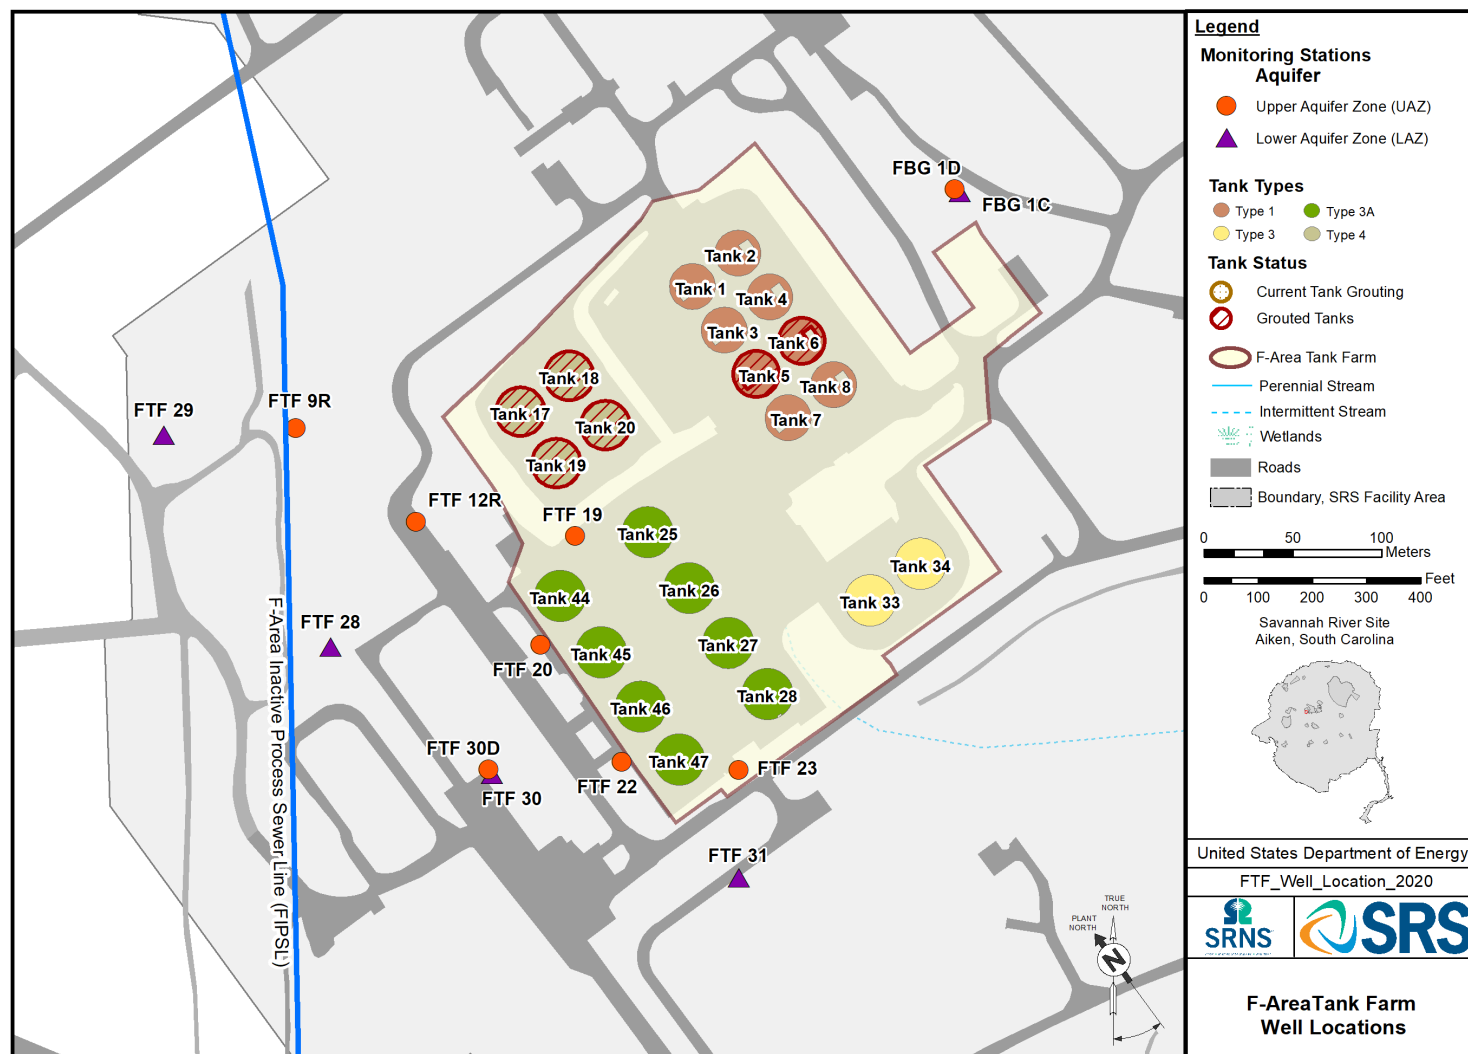 FBG 1D
FBG 1C
Tank 2
Tank 1
Tank 4
Tank 3
Tank 6
Tank 5
Tank 8
Tank 7
Tank 18
Tank 17
Tank 20
Tank 19
FTF 29
FTF 9R
FTF 12R
FTF 19
Tank 25
Tank 34
Tank 26
Tank 44
Tank 33
FTF 28
Tank 27
Tank 45
FTF 20
Tank 28
Tank 46
FTF 30D
Tank 47
FTF 23
FTF 22
FTF 30
FTF 31
F-Area Inactive Process Sewer Line (FIPSL)
TRUE
NORTH
PLANT
NORTH
N
Legend
Monitoring Stations
Aquifer
Upper Aquifer Zone (UAZ)
Lower Aquifer Zone (LAZ)
Tank Types
Type 1
Type 3A
Type 3
Type 4
Tank Status
Current Tank Grouting
Grouted Tanks
F-Area Tank Farm
Perennial Stream
Intermittent Stream
Wetlands
Roads
Boundary, SRS Facility Area
0 50 100
Meters
Feet
0 100 200 300 400
Savannah River Site
Aiken, South Carolina
United States Department of Energy
FTF_Well_Location_2020
SRNS
SRS
F-AreaTank Farm
Well Locations